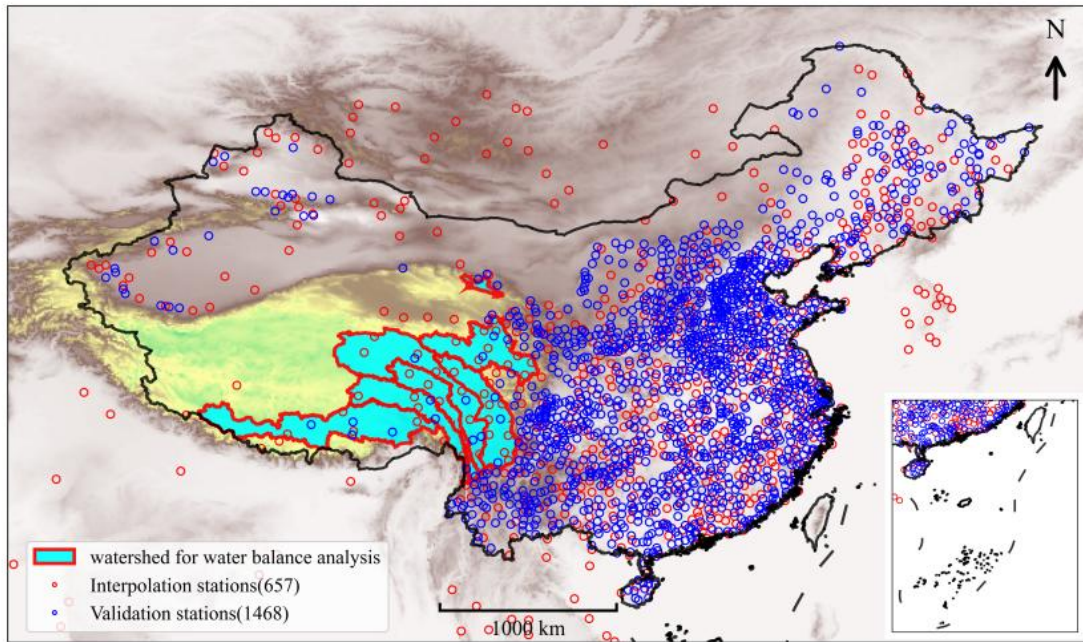 N
watershed for water balance analysis
Interpolation stations(657)
Validation stations(1468)
1000 km